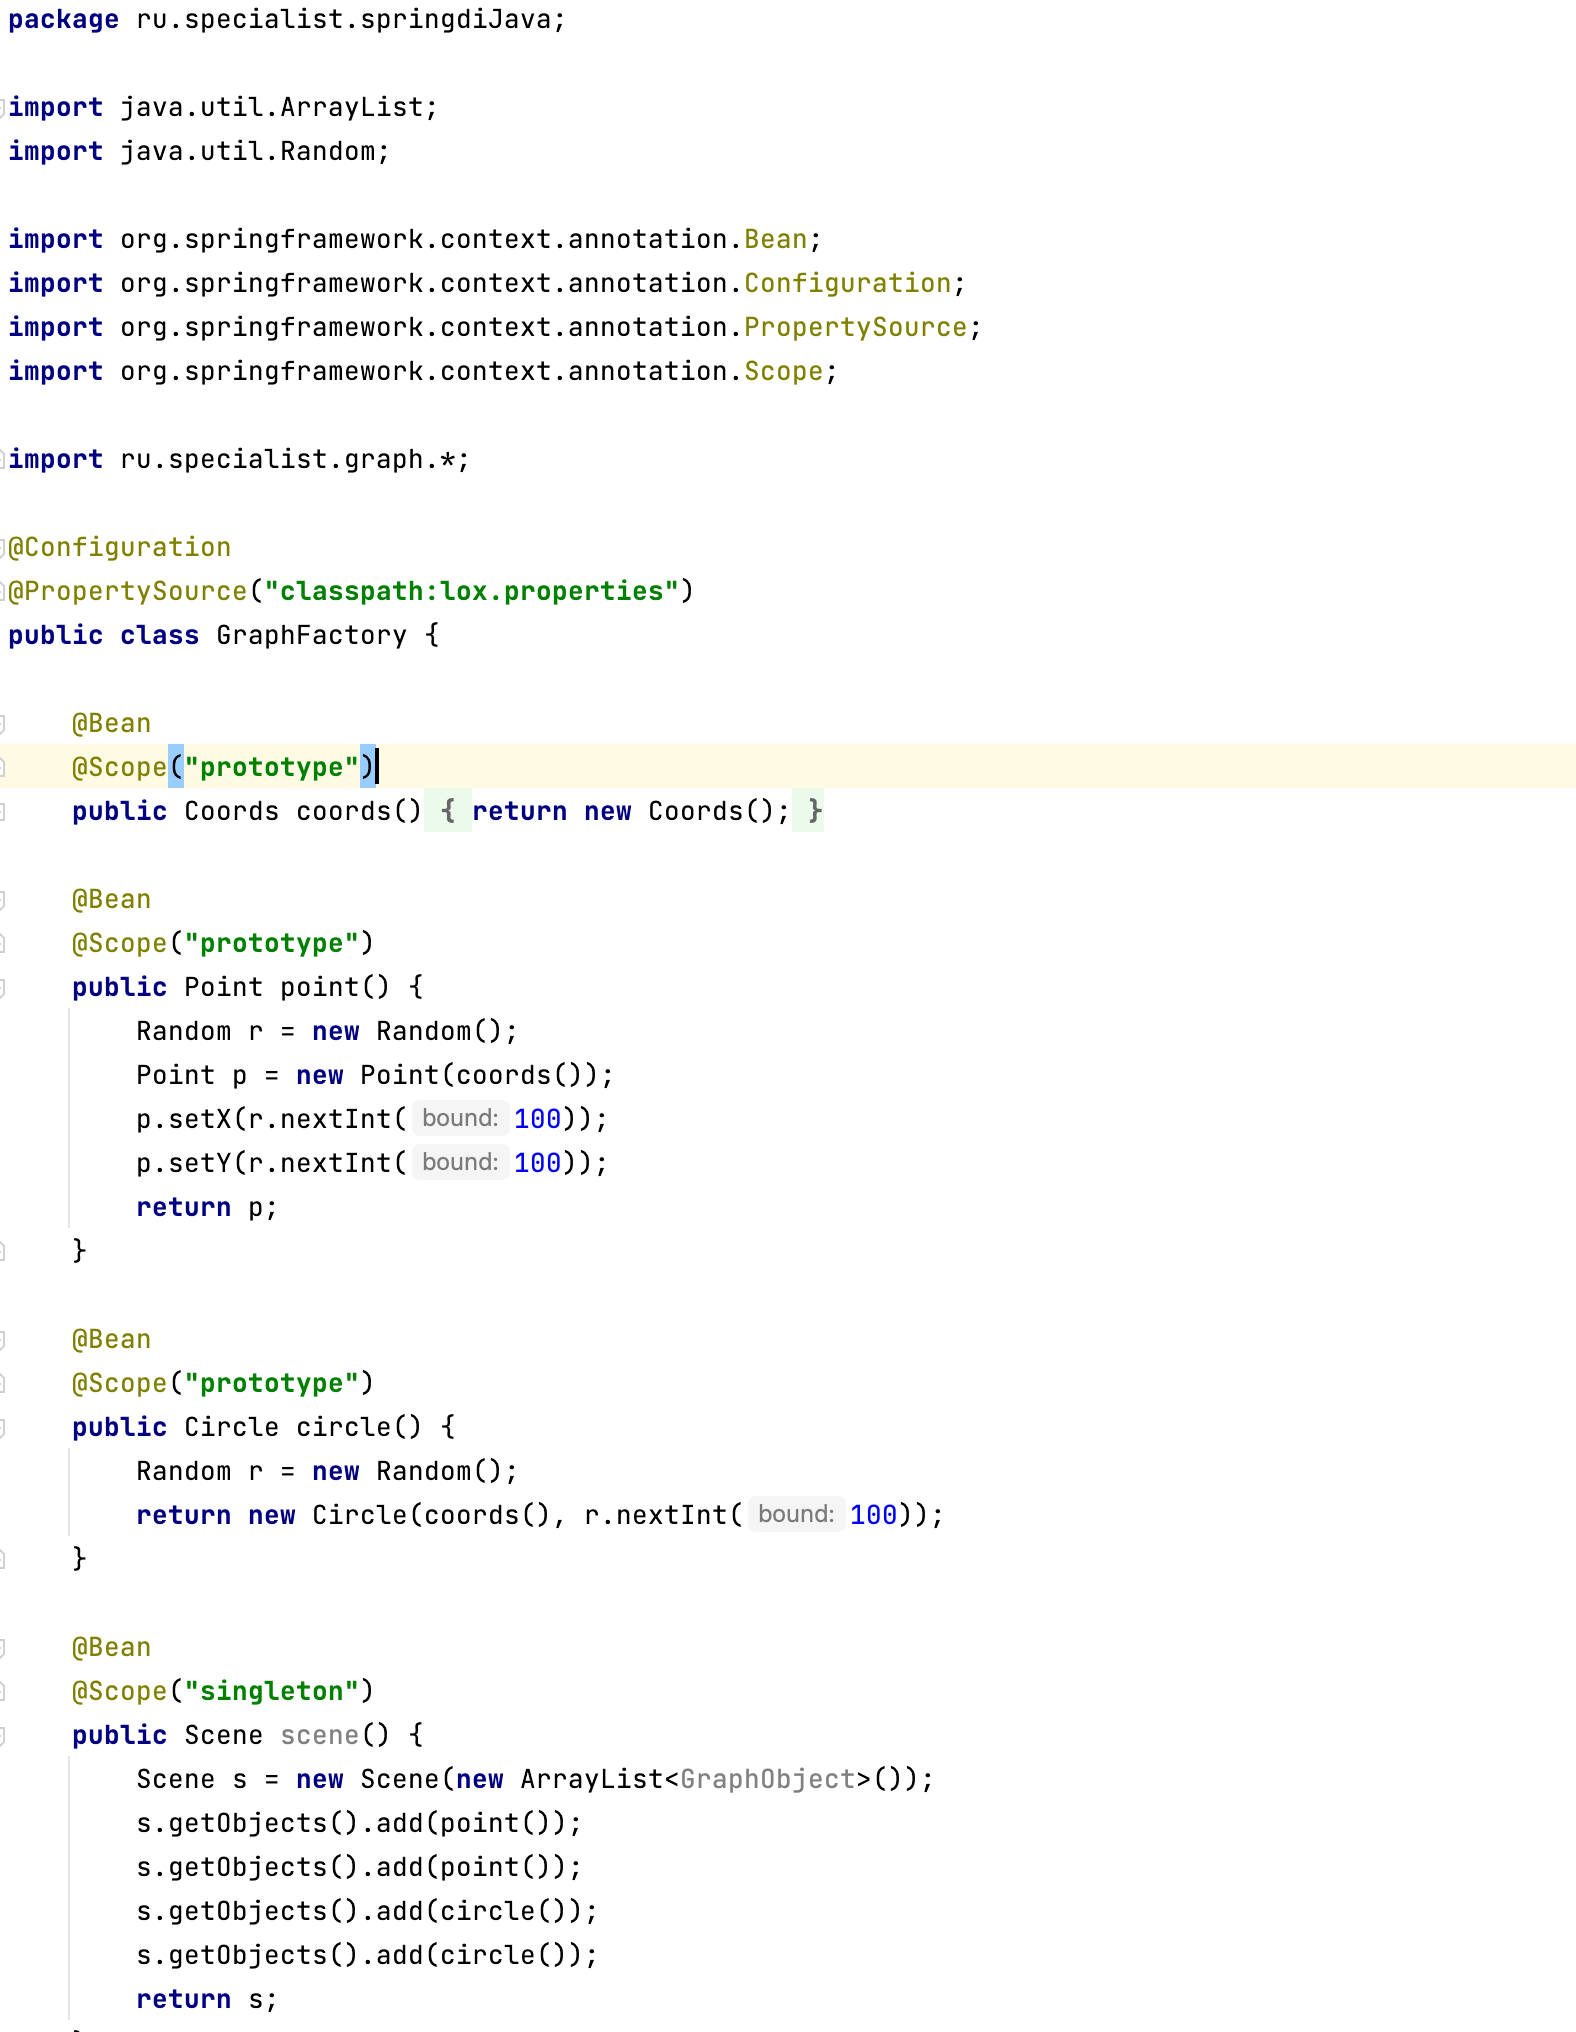 package ru.specialist.springdiJava;
import java.util.ArrayList;
import java.util.Random;
import org.springframework.context.annotation.Bean;
import org.springframework.context.annotation.Configuration;
import org.springframework.context.annotation.PropertySource;
import org.springframework.context.annotation.Scope;
import ru.specialist.graph.*;
@Configuration
@PropertySource("classpath:lox.properties")
public class GraphFactory {
@Bean
@Scope("prototype")
public Coords coords() { return new Coords(); }
@Bean
@Scope("prototype")
public Point point() {
Random r = new Random();
Point p = new Point(coords());
p.setX(r.nextInt( bound: 100));
p.setY(r.nextInt( bound: 100));
return p;
}
@Bean
@Scope("prototype")
public Circle circle() {
Random r = new Random();
return new Circle(coords(), r.nextInt( bound: 100));
}
@Bean
@Scope("singleton")
public Scene scene() {
Scene s = new Scene(new ArrayList<GraphObject>());
s.getObjects().add(point());
s.getObjects().add(point());
s.getObjects().add(circle());
s.getObjects().add(circle());
return s;